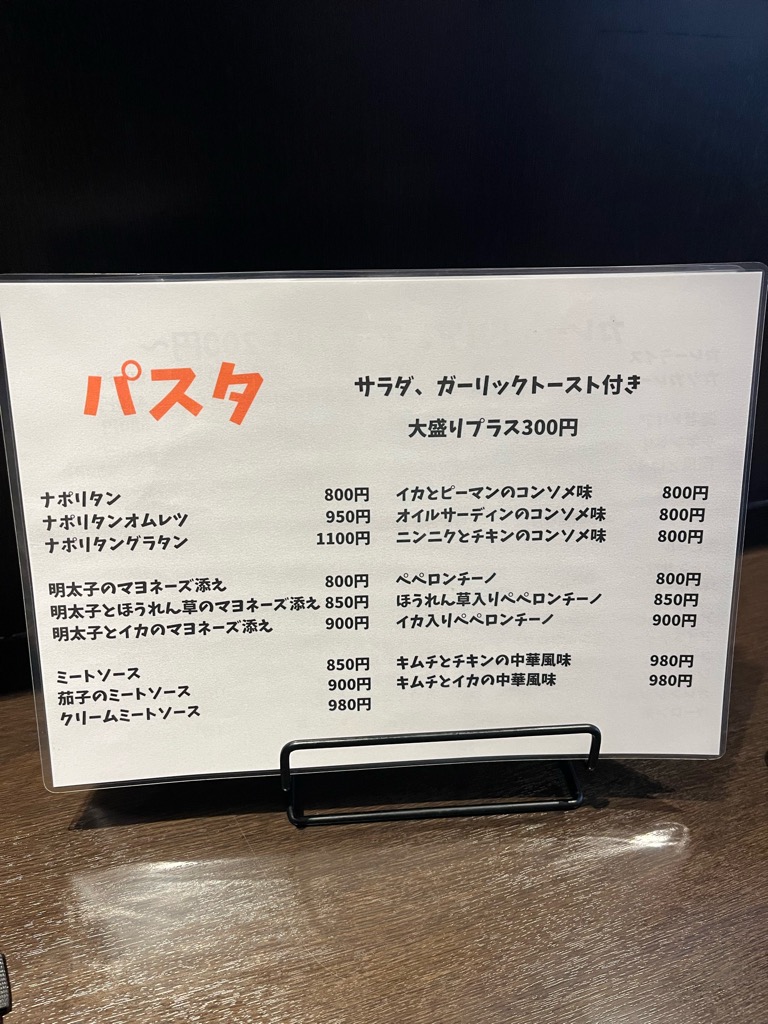 パスタ
サラダ、ガーリックトースト付き
大盛りプラス300円
ナポリタン 800円
ナポリタンオムレツ 950円
ナポリタングラタン 1100円
明太子のマヨネーズ添え 800円
明太子とほうれん草のマヨネーズ添え 850円
明太子とイカのマヨネーズ添え 900円
ミートソース 850円
茄子のミートソース 900円
クリームミートソース 980円
イカとピーマンのコンソメ味 800円
オイルサーディンのコンソメ味 800円
ニンニクとチキンのコンソメ味 800円
ペペロンチーノ 800円
ほうれん草入りペペロンチーノ 850円
イカ入りペペロンチーノ 900円
キムチとチキンの中華風味 980円
キムチとイカの中華風味 980円